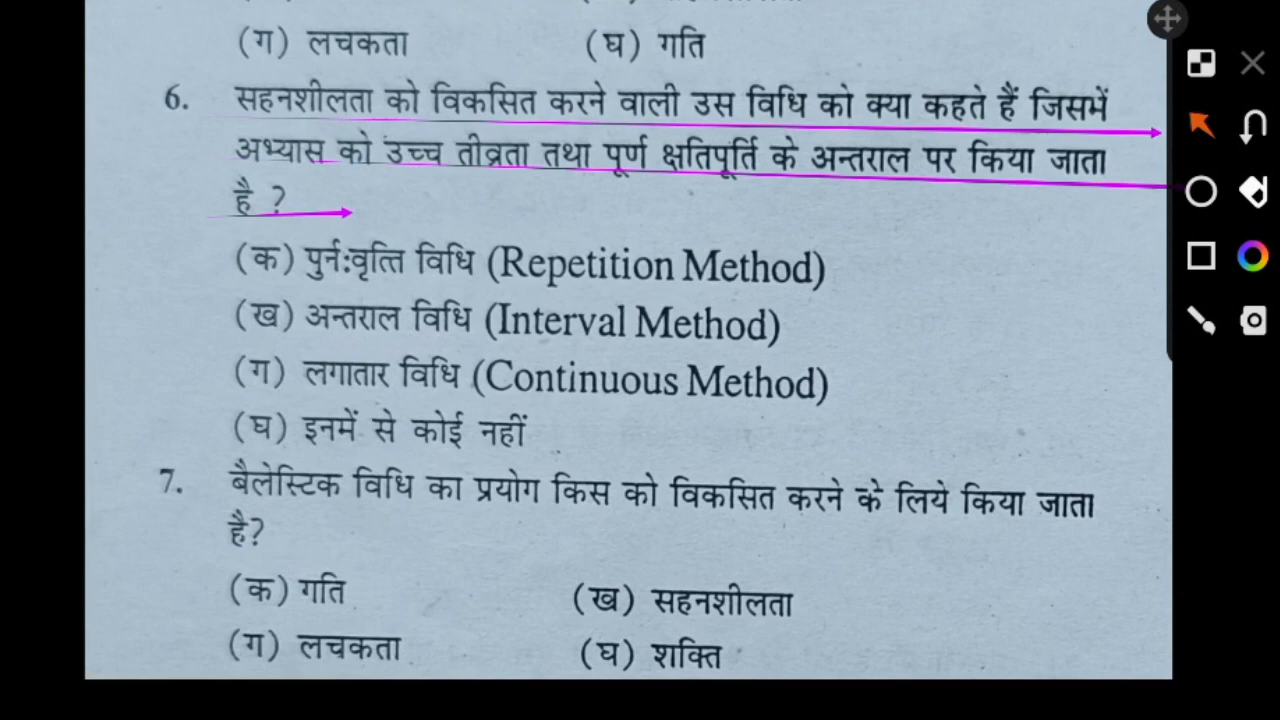 (ग) लचकता (घ) गति
6. सहनशीलता को विकसित करने वाली उस विधि को क्या कहते हैं जिसमें
अभ्यास को उच्च तीव्रता तथा पूर्ण क्षतिपूर्ति के अन्तराल पर किया जाता
है ?
(क) पुर्नःवृत्ति विधि (Repetition Method)
(ख) अन्तराल विधि (Interval Method)
(ग) लगातार विधि (Continuous Method)
(घ) इनमें से कोई नहीं
7. बैलेस्टिक विधि का प्रयोग किस को विकसित करने के लिये किया जाता
है?
(क) गति (ख) सहनशीलता
(ग) लचकता (घ) शक्ति